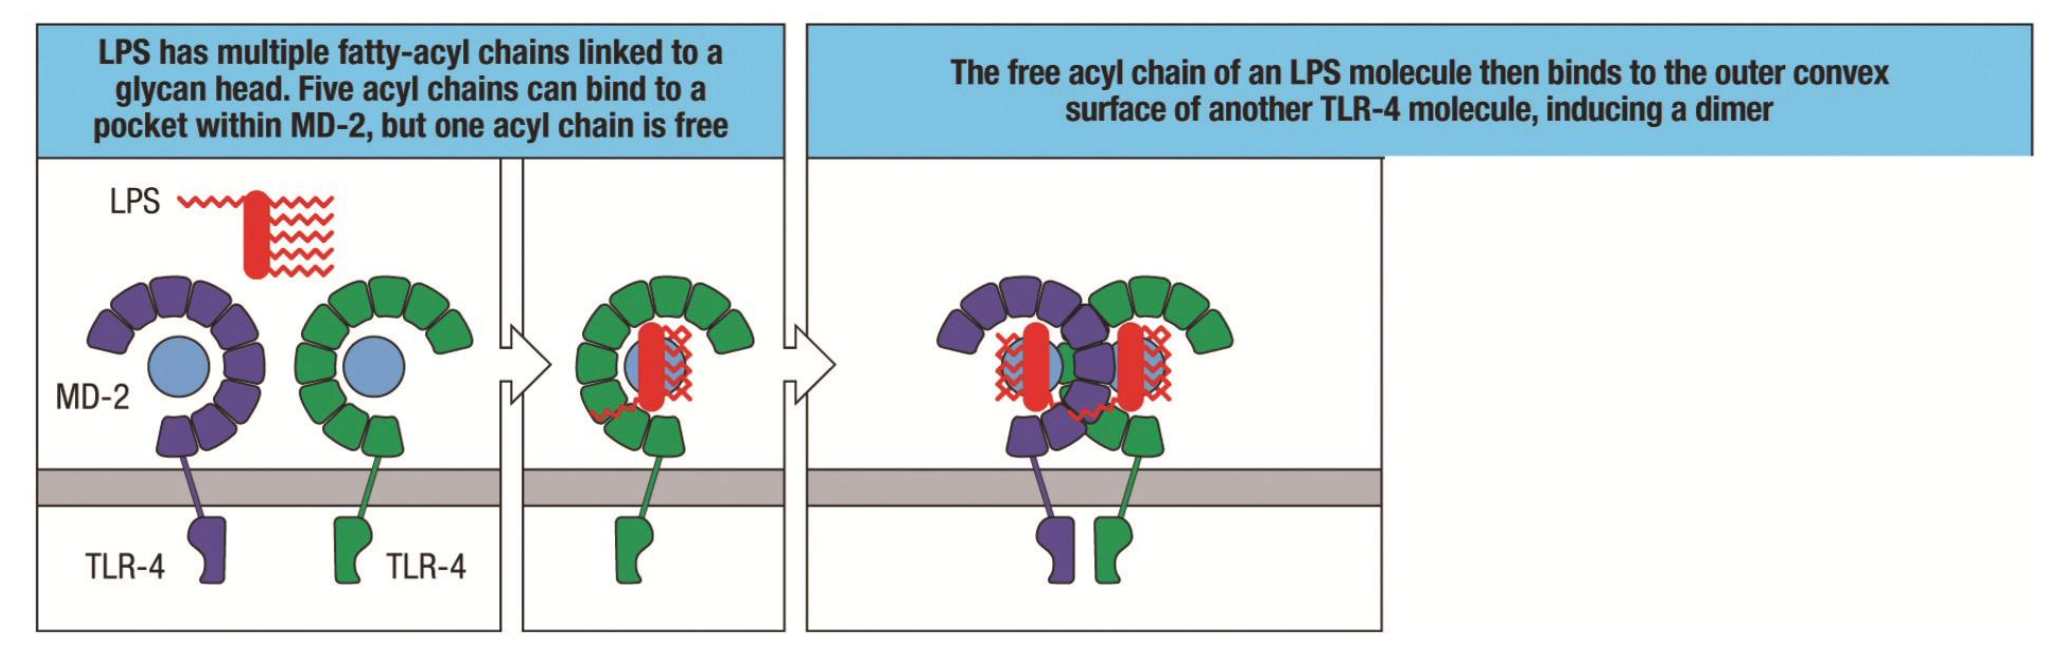 LPS has multiple fatty-acyl chains linked to a
glycan head. Five acyl chains can bind to a
pocket within MD-2, but one acyl chain is free
The free acyl chain of an LPS molecule then binds to the outer convex
surface of another TLR-4 molecule, inducing a dimer
LPS
MD-2
TLR-4
TLR-4